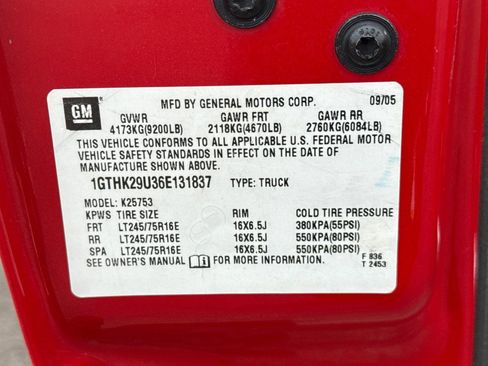 GM
MFD BY GENERAL MOTORS CORP. 09/05
GVWR GAWR FRT GAWR RR
4173KG(9200LB) 2118KG(4670LB) 2760KG(6084LB)
THIS VEHICLE CONFORMS TO ALL APPLICABLE U.S. FEDERAL MOTOR
VEHICLE SAFETY STANDARDS IN EFFECT ON THE DATE OF
MANUFACTURE SHOWN ABOVE.
1GTHK29U36E131837 TYPE: TRUCK
MODEL: K25753
KPWS TIRE SIZE RIM COLD TIRE PRESSURE
FRT LT245/75R16E 16X6.5J 380KPA(55PSI)
RR LT245/75R16E 16X6.5J 550KPA(80PSI)
SPA LT245/75R16E 16X6.5J 550KPA(80PSI)
SEE OWNER'S MANUAL FOR MORE INFORMATION.
F 836
T 2453